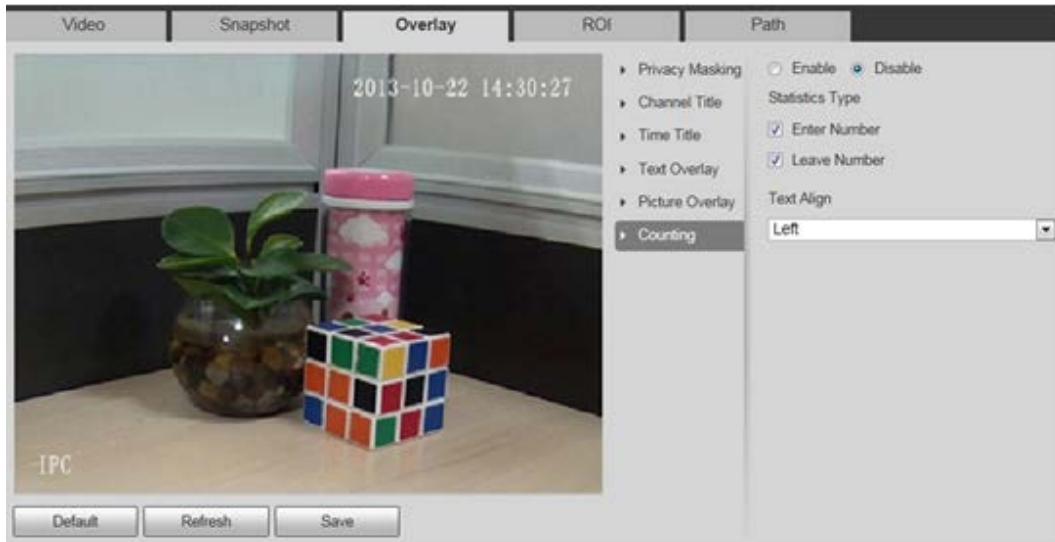 Video
Snapshot
Overlay
ROI
Path
2013-10-22 14:30:27
IPC
Privacy Masking
Channel Title
Time Title
Text Overlay
Picture Overlay
Counting
Enable
Disable
Statistics Type
Enter Number
Leave Number
Text Align
Left
Default
Refresh
Save